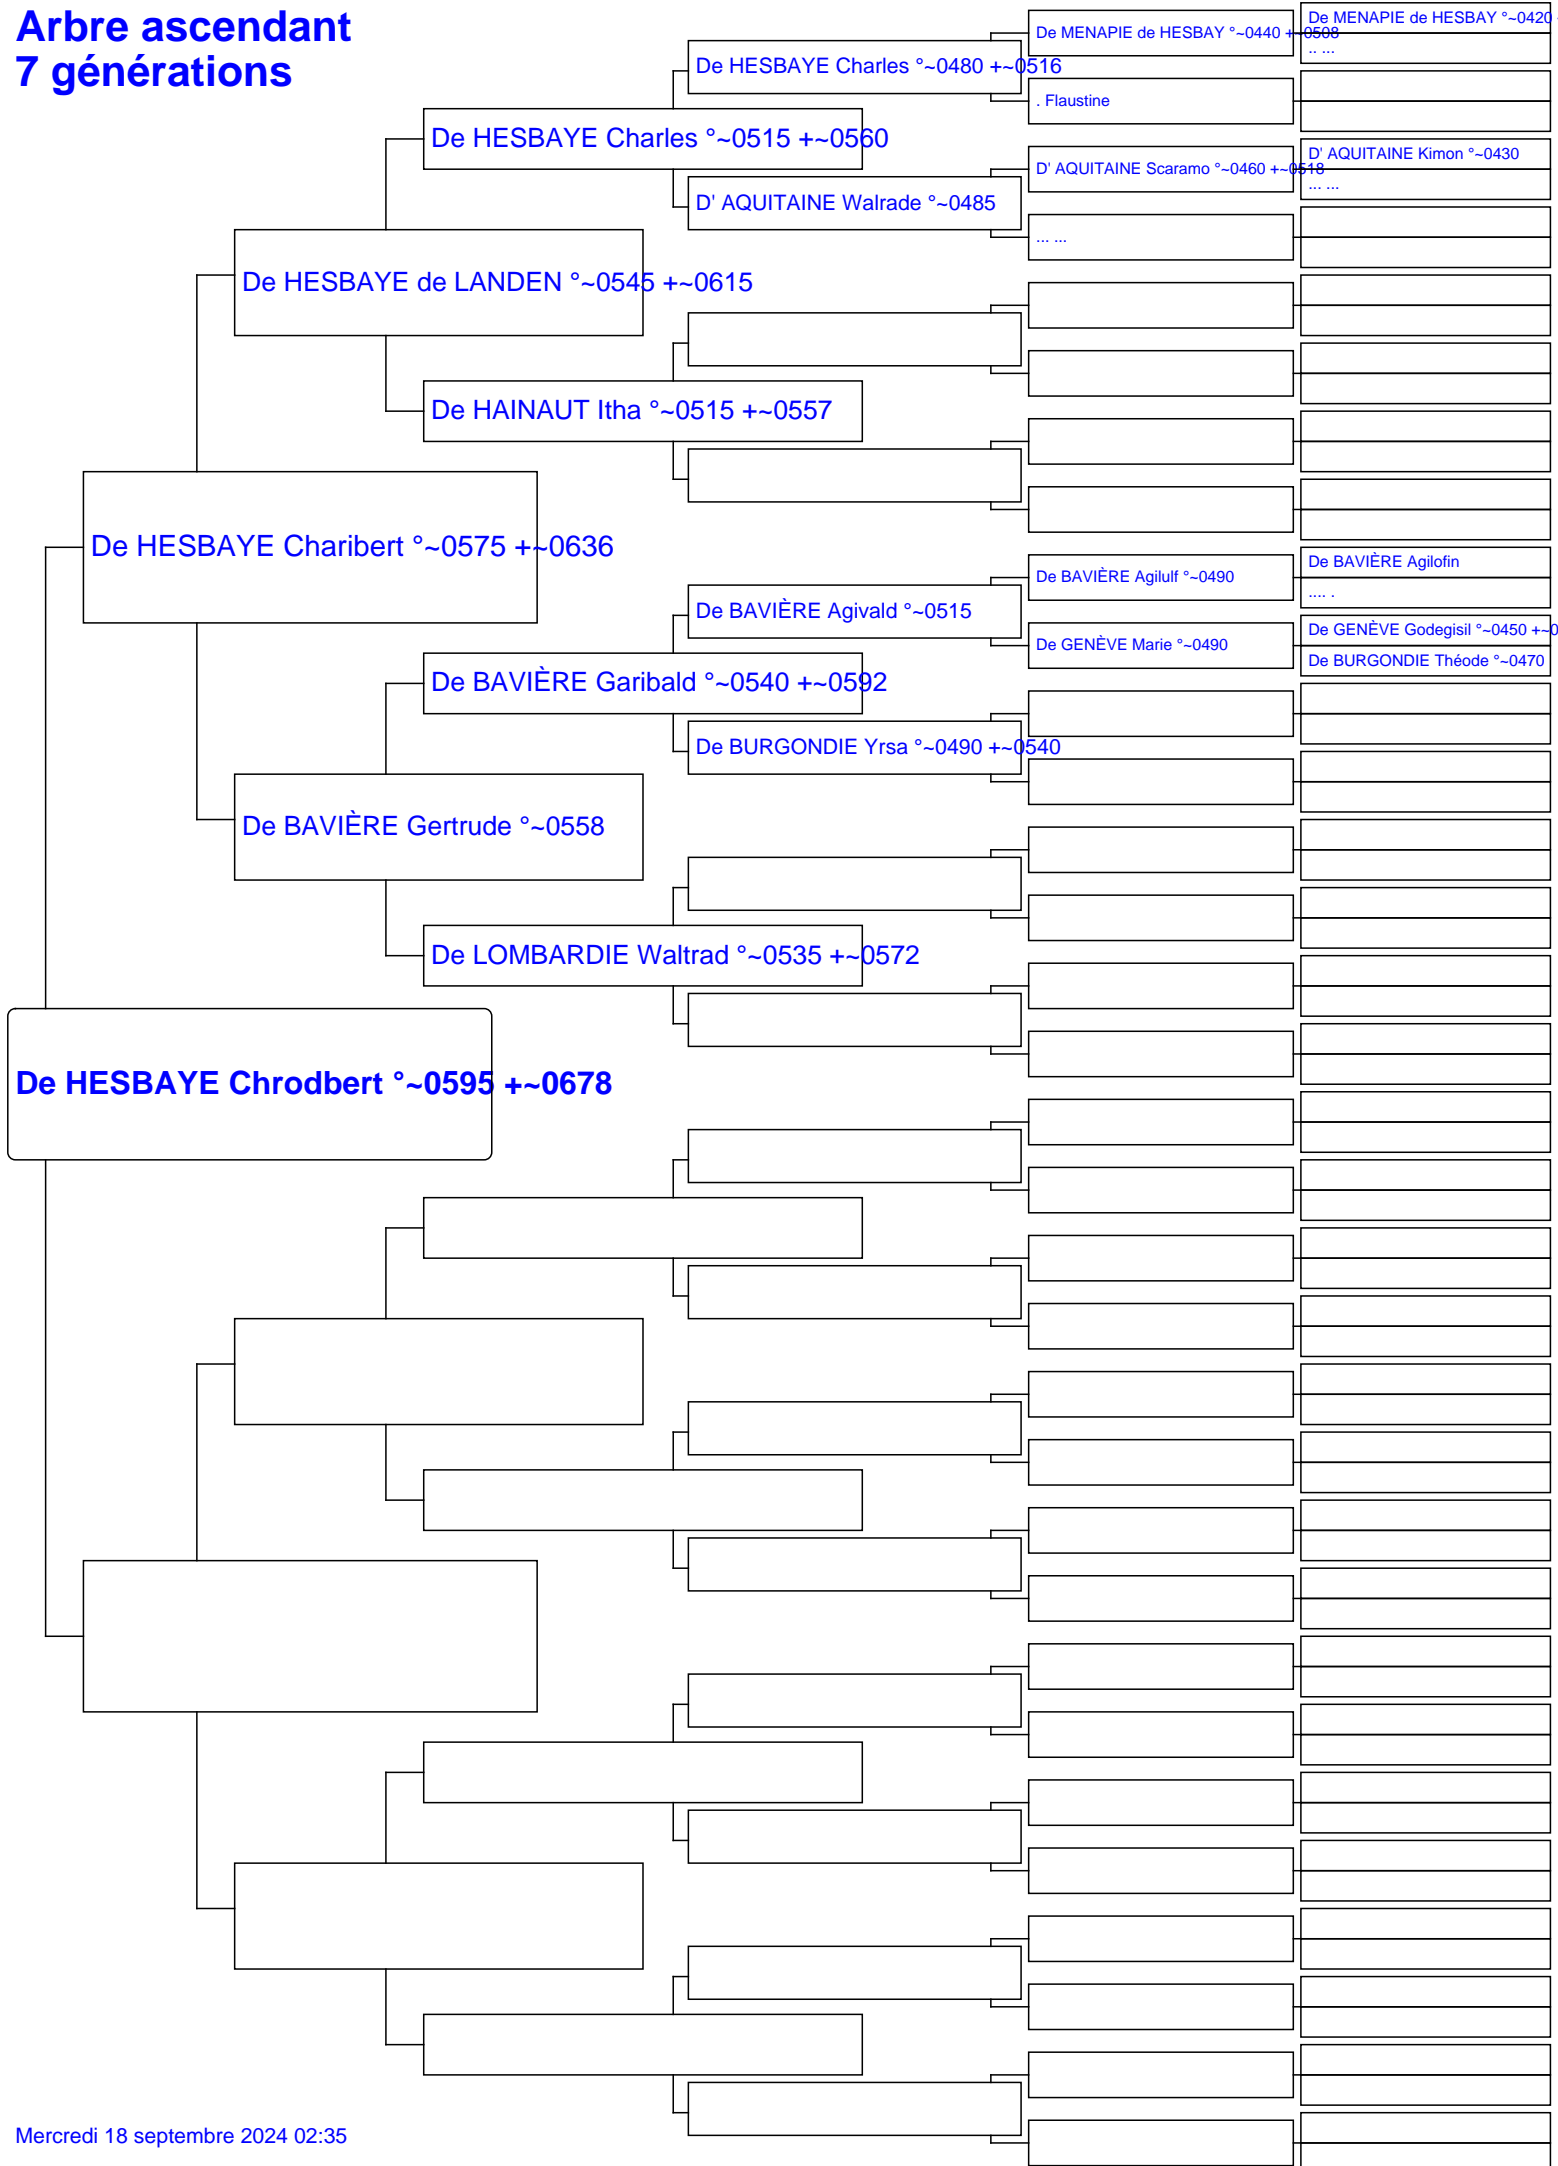 Arbre ascendant
7 générations
De MENAPIE de HESBAY °~0420
De MENAPIE de HESBAY °~0440 +~0508
.. ...
De HESBAYE Charles °~0480 +~0516
. Flaustine
De HESBAYE Charles °~0515 +~0560
D' AQUITAINE Kimon °~0430
D' AQUITAINE Scaramo °~0460 +~0518
... ...
D' AQUITAINE Walrade °~0485
... ...
De HESBAYE de LANDEN °~0545 +~0615
De HAINAUT Itha °~0515 +~0557
De HESBAYE Charibert °~0575 +~0636
De BAVIÈRE Agilofin
De BAVIÈRE Agilulf °~0490
.... .
De BAVIÈRE Agivald °~0515
De GENÈVE Godegisil °~0450 +~0
De GENÈVE Marie °~0490
De BURGONDIE Théode °~0470
De BAVIÈRE Garibald °~0540 +~0592
De BURGONDIE Yrsa °~0490 +~0540
De BAVIÈRE Gertrude °~0558
De LOMBARDIE Waltrad °~0535 +~0572
De HESBAYE Chrodbert °~0595 +~0678
Mercredi 18 septembre 2024 02:35